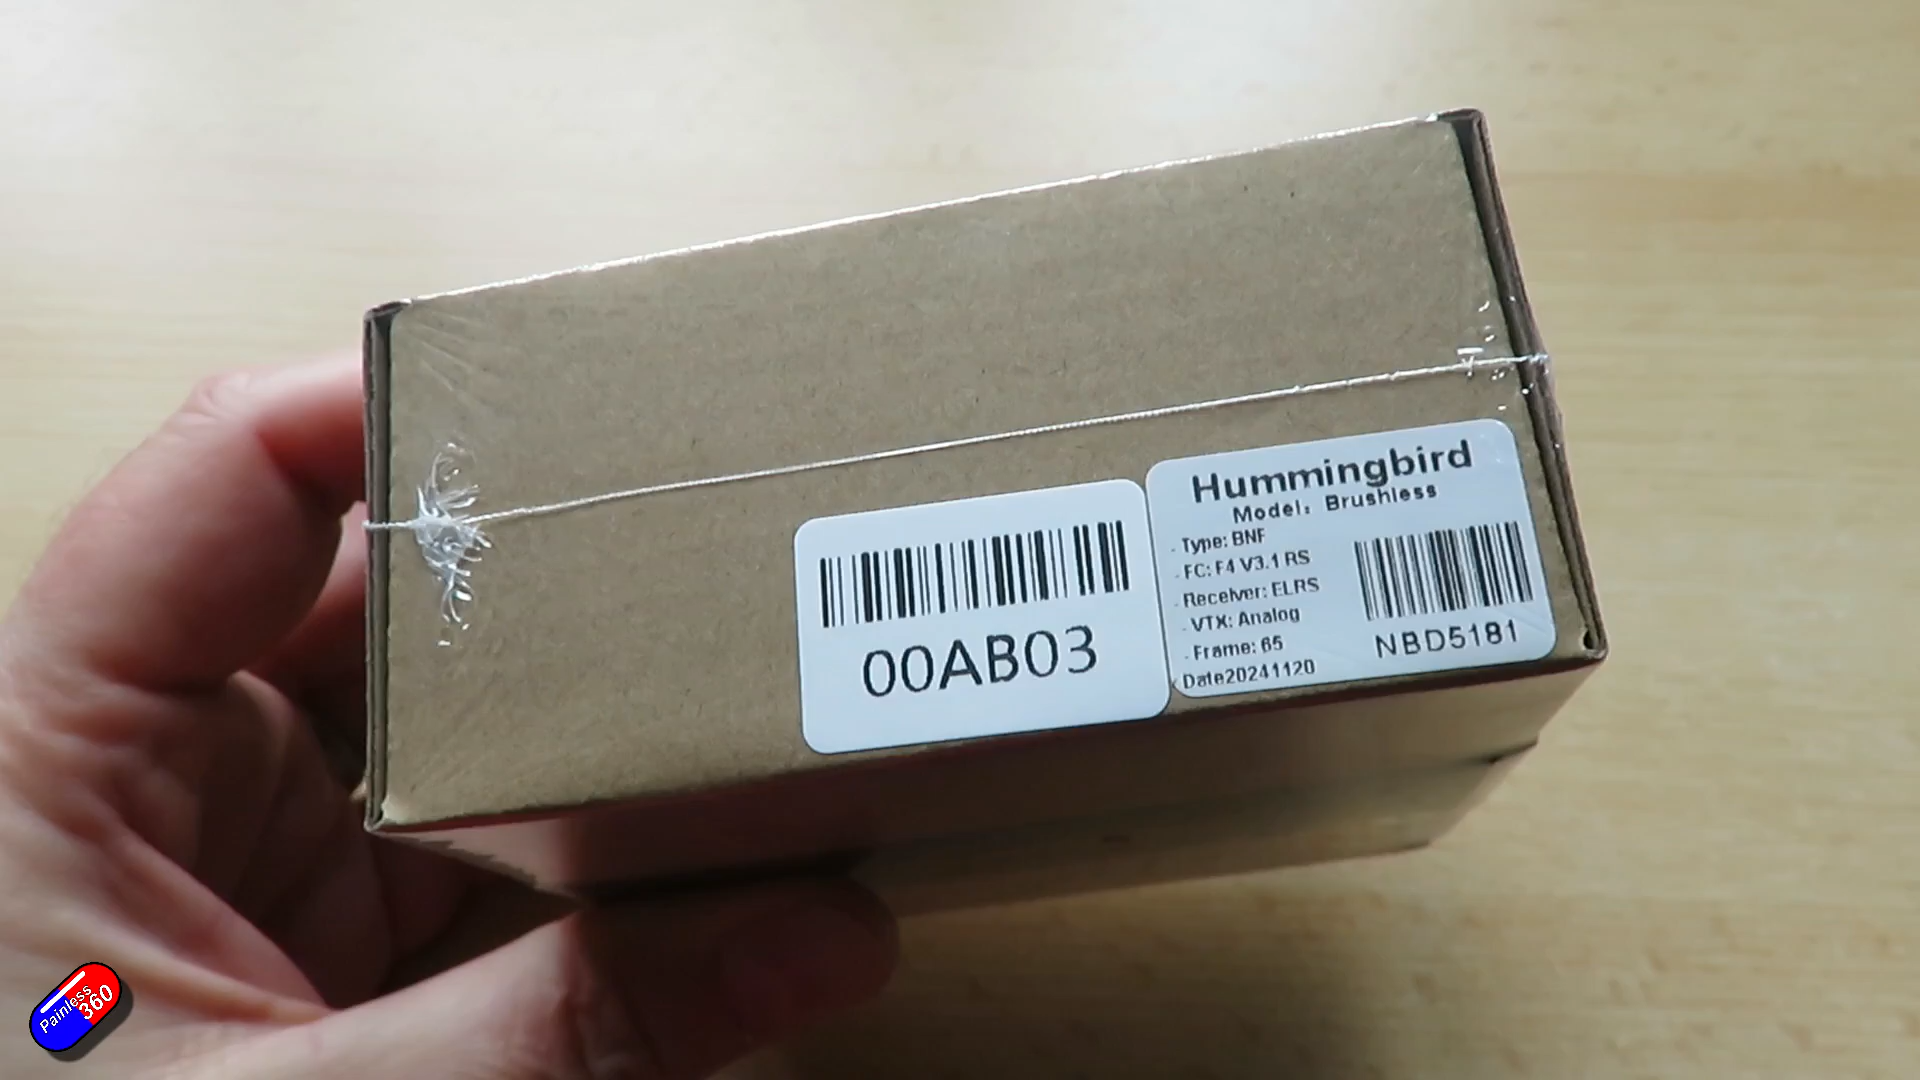 Hummingbird
Model: Brushless
Type: BNF
FC: F4 V3.1 RS
Receiver: ELRS
VTX: Analog
Frame: 65
Date20241120
NBD5181
00AB03
Painless
360